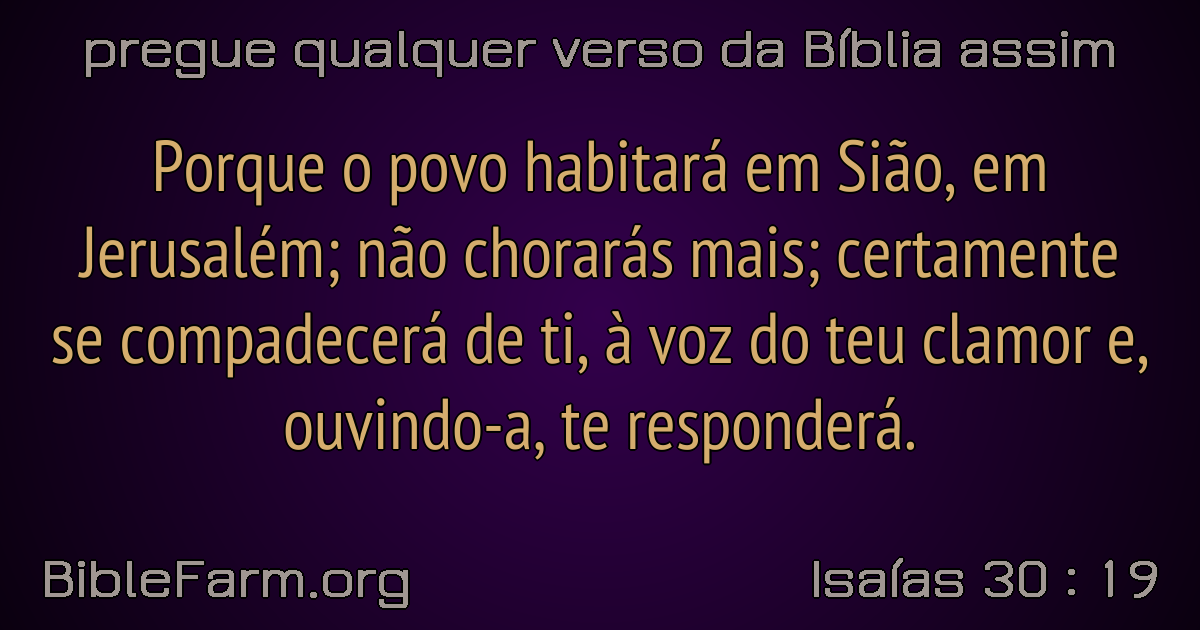 pregue qualquer verso da Bíblia assim
Porque o povo habitará em Sião, em
Jerusalém; não chorarás mais; certamente
se compadecerá de ti, à voz do teu clamor e,
ouvindo-a, te responderá.
BibleFarm.org
Isaías 30 : 19